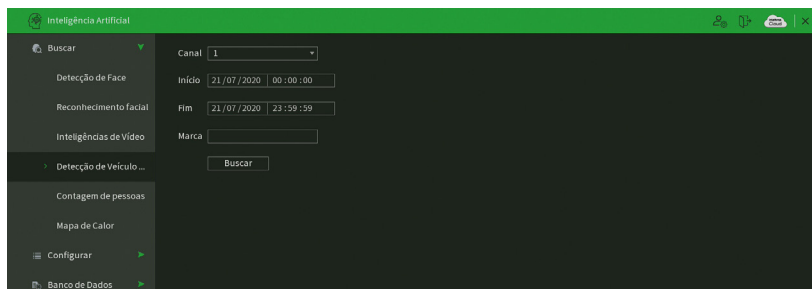 Inteligência Artificial
Buscar
Detecção de Face
Reconhecimento facial
Inteligências de Vídeo
Detecção de Veículo ...
Contagem de pessoas
Mapa de Calor
Configurar
Banco de Dados
Canal 1
Início 21/07/2020 00:00:00
Fim 21/07/2020 23:59:59
Marca
Buscar